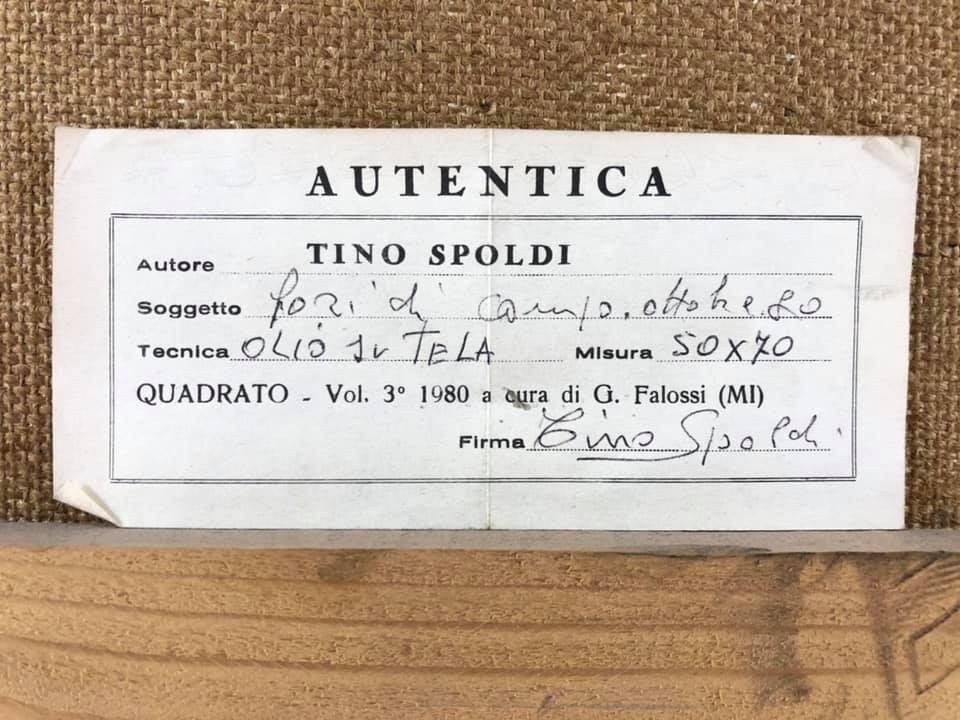 AUTENTICA
Autore TINO SPOLDI
Soggetto fiori di campo. ottobre 80
Tecnica OLIO SU TELA Misura 50x70
QUADRATO - Vol. 3° 1980 a cura di G. Falossi (MI)
Firma Tino Spoldi